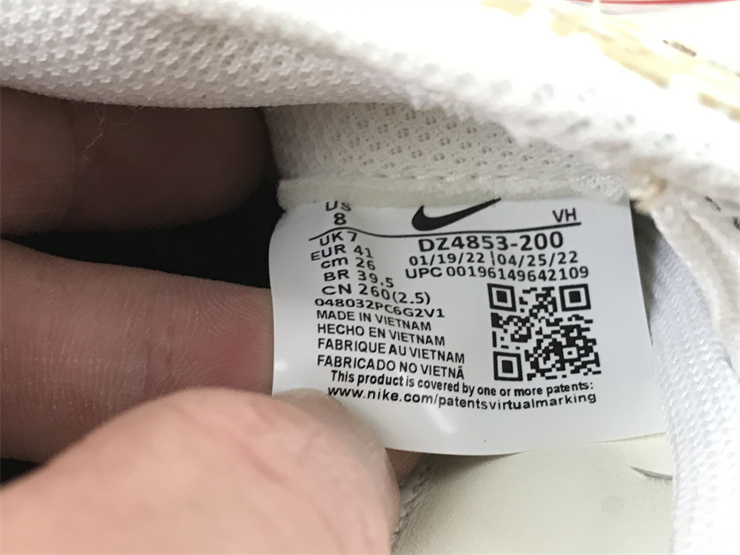 US
8
VH
UK 7
EUR 41
cm 26
BR 39.5
CN 260(2.5)
DZ4853-200
01/19/22 | 04/25/22
UPC 00196149642109
048032PC6G2V1
MADE IN VIETNAM
HECHO EN VIETNAM
FABRIQUE AU VIETNAM
FABRICADO NO VIETNÃ
This product is covered by one or more patents:
www.nike.com/patentsvirtualmarking